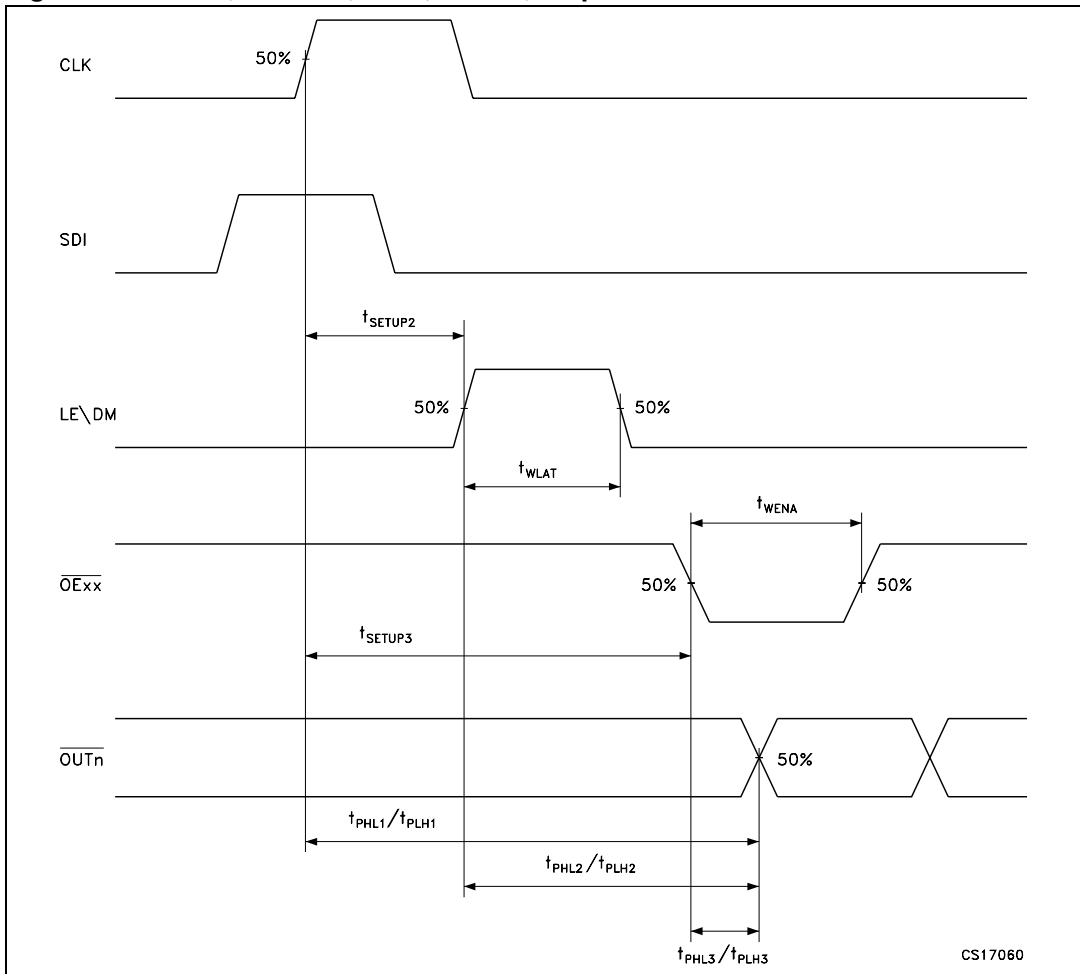 CLK
50%
SDI
tSETUP2
LE\DM
50%
50%
tWLAT
tWENA
OExx
50%
50%
tSETUP3
OUTn
50%
tPHL1/tPLH1
tPHL2/tPLH2
tPHL3/tPLH3
CS17060